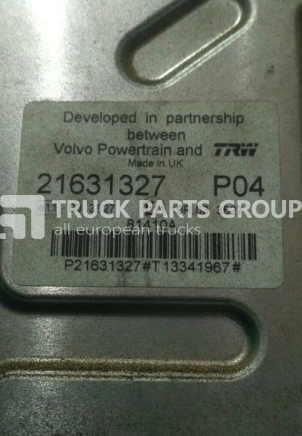 Developed in partnership
between
Volvo Powertrain and TRW
Made in UK
21631327 P04
TRUCK PARTS GROUP
all european trucks
P21631327#T13341967#